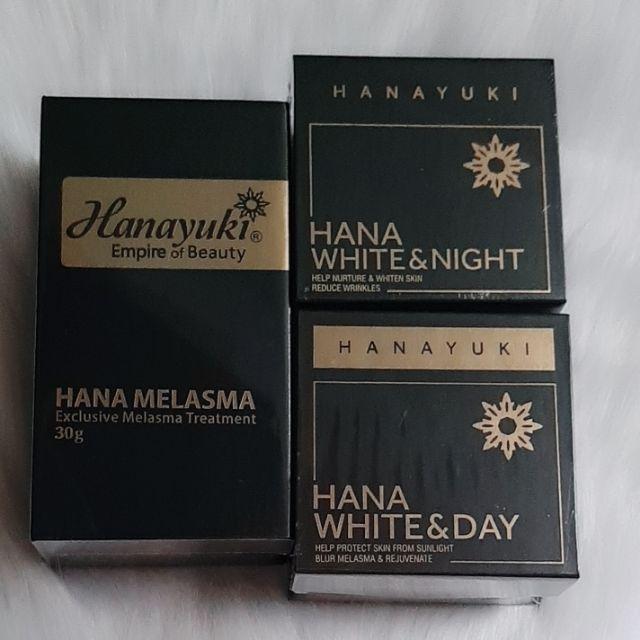 Hanayuki®
Empire of Beauty
HANA MELASMA
Exclusive Melasma Treatment
30g
HANAYUKI
HANA
WHITE&NIGHT
HELP NURTURE & WHITEN SKIN
REDUCE WRINKLES
HANAYUKI
HANA
WHITE&DAY
HELP PROTECT SKIN FROM SUNLIGHT
BLUR MELASMA & REJUVENATE